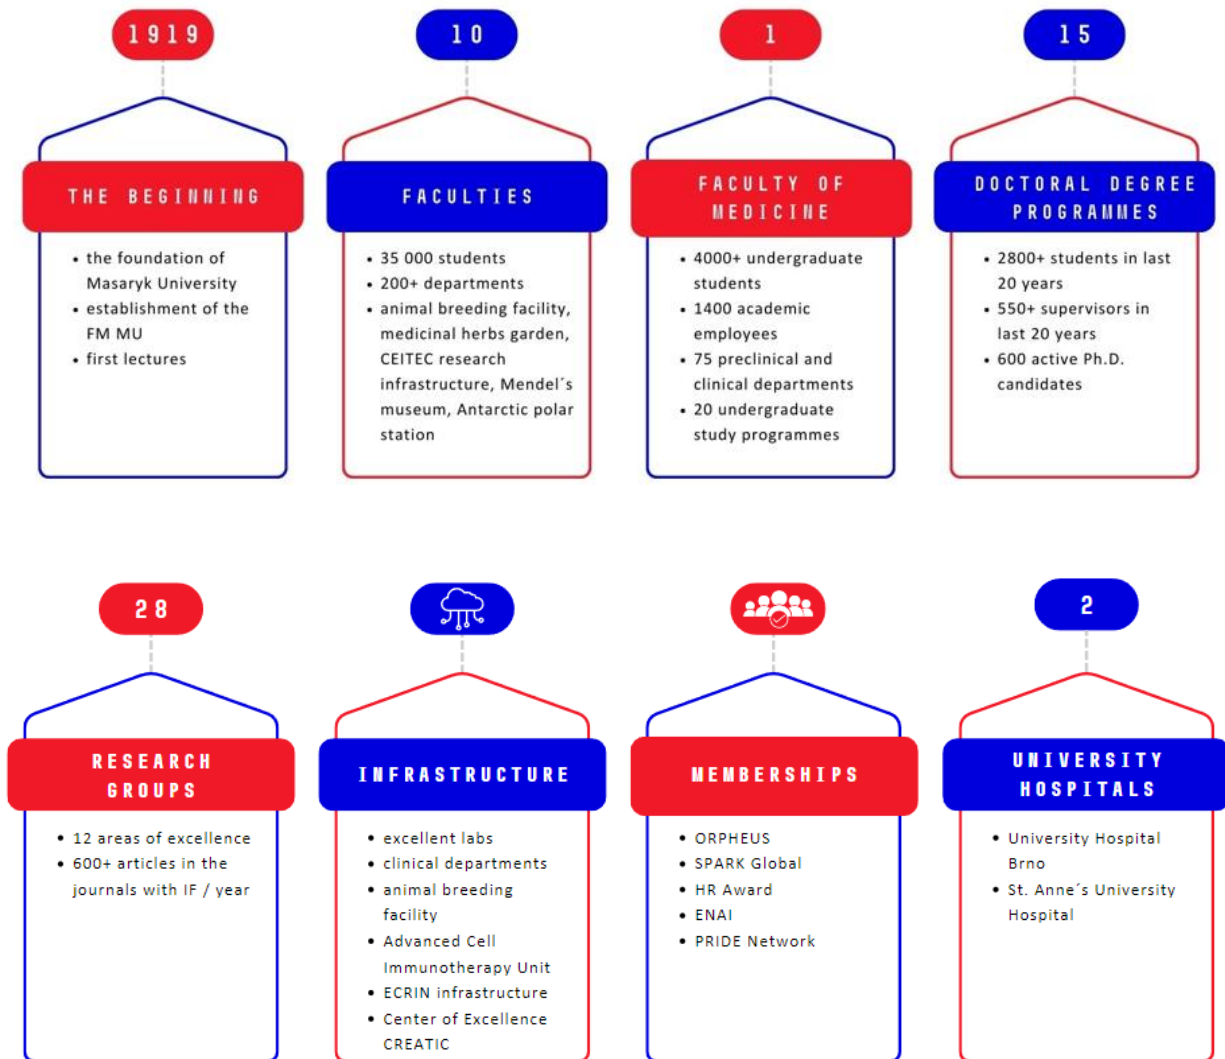 1919
THE BEGINNING
• the foundation of
Masaryk University
• establishment of the
FM MU
• first lectures
10
FACULTIES
• 35 000 students
• 200+ departments
• animal breeding facility,
medicinal herbs garden,
CEITEC research
infrastructure, Mendel´s
museum, Antarctic polar
station
1
FACULTY OF
MEDICINE
• 4000+ undergraduate
students
• 1400 academic
employees
• 75 preclinical and
clinical departments
• 20 undergraduate
study programmes
15
DOCTORAL DEGREE
PROGRAMMES
• 2800+ students in last
20 years
• 550+ supervisors in
last 20 years
• 600 active Ph.D.
candidates
28
RESEARCH
GROUPS
• 12 areas of excellence
• 600+ articles in the
journals with IF / year
INFRASTRUCTURE
• excellent labs
• clinical departments
• animal breeding
facility
• Advanced Cell
Immunotherapy Unit
• ECRIN infrastructure
• Center of Excellence
CREATIC
MEMBERSHIPS
• ORPHEUS
• SPARK Global
• HR Award
• ENAI
• PRIDE Network
2
UNIVERSITY
HOSPITALS
• University Hospital
Brno
• St. Anne´s University
Hospital